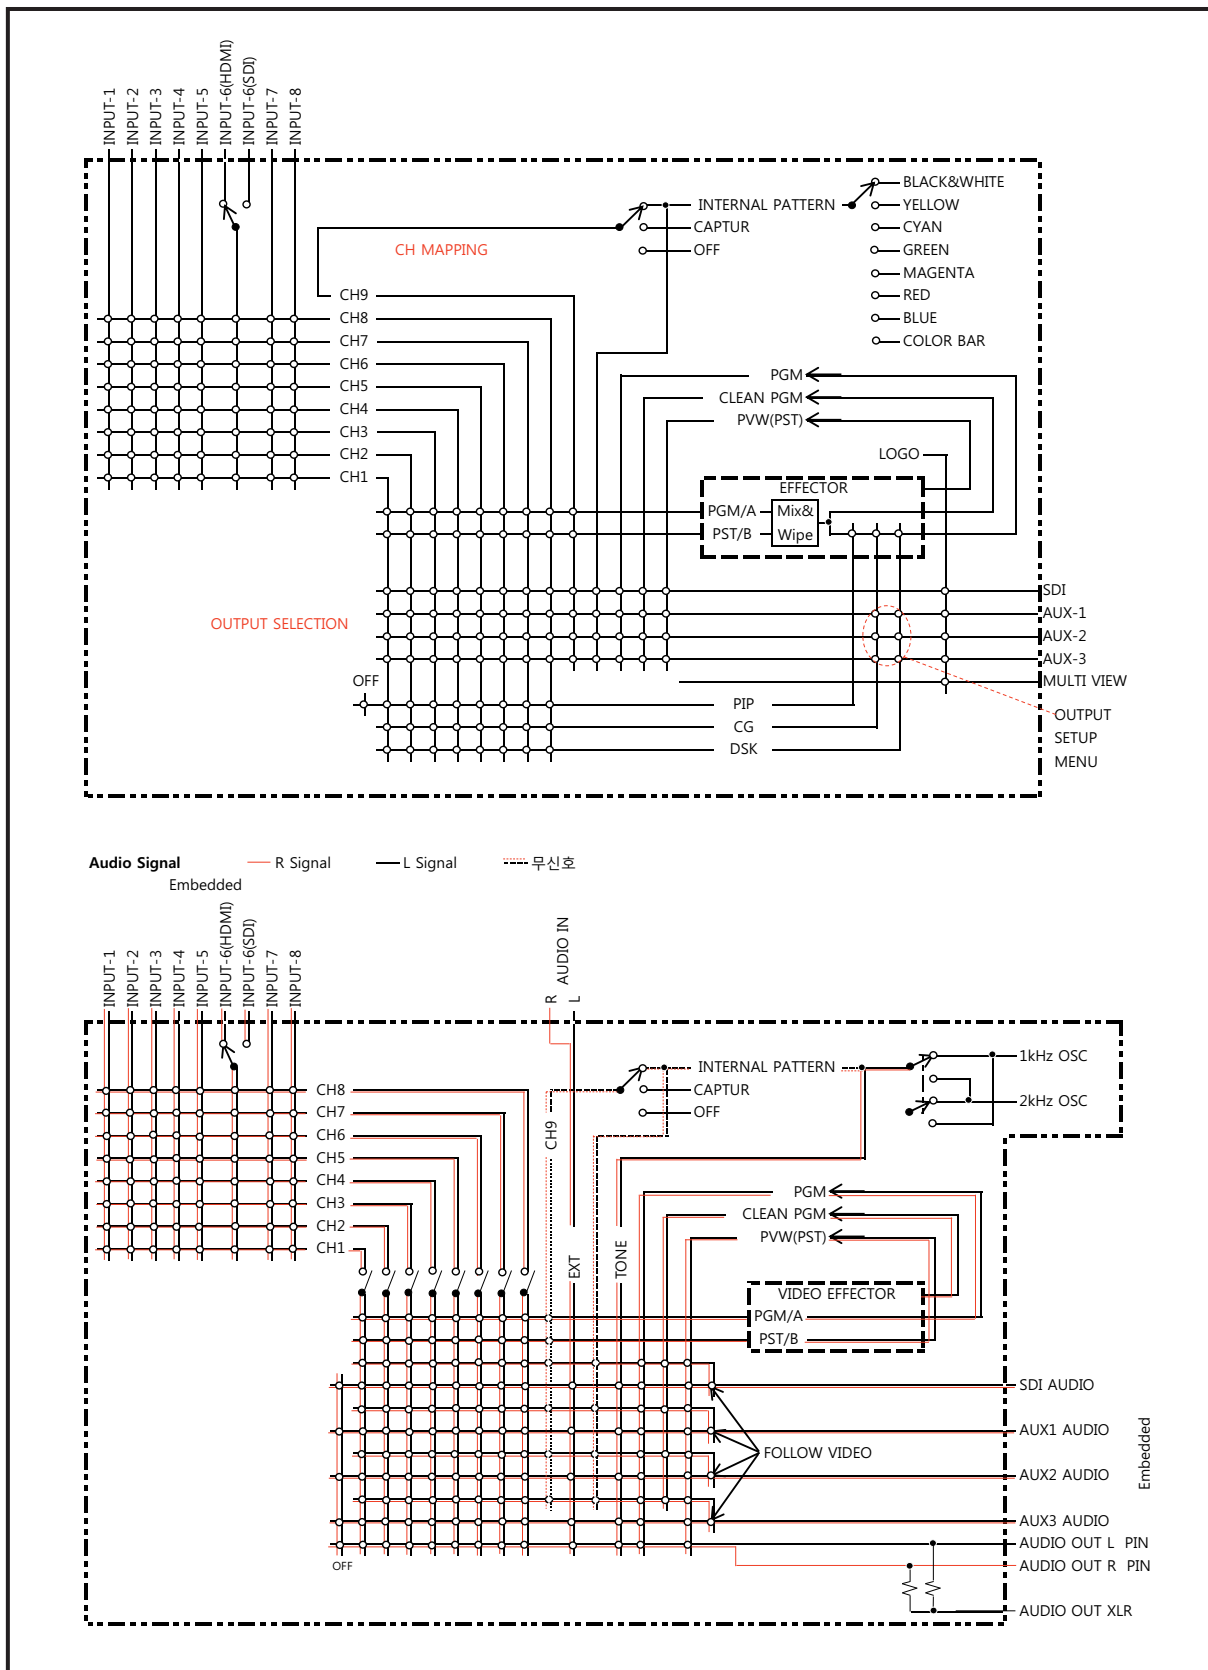 INPUT-1
INPUT-2
INPUT-3
INPUT-4
INPUT-5
INPUT-6(HDMI)
INPUT-6(SDI)
INPUT-7
INPUT-8
BLACK&WHITE
INTERNAL PATTERN
YELLOW
CAPTUR
CYAN
CH MAPPING
OFF
GREEN
MAGENTA
CH9
RED
CH8
BLUE
CH7
COLOR BAR
CH6
PGM
CH5
CLEAN PGM
CH4
PVW(PST)
CH3
CH2
LOGO
CH1
EFFECTOR
PGM/A
Mix&
PST/B
Wipe
SDI
AUX-1
OUTPUT SELECTION
AUX-2
AUX-3
OFF
MULTI VIEW
PIP
OUTPUT
CG
SETUP
DSK
MENU
Audio Signal
R Signal
L Signal
무신호
Embedded
INPUT-1
INPUT-2
INPUT-3
INPUT-4
INPUT-5
INPUT-6(HDMI)
INPUT-6(SDI)
INPUT-7
INPUT-8
AUDIO IN
R
L
1kHz OSC
INTERNAL PATTERN
CH8
CAPTUR
2kHz OSC
CH7
OFF
CH6
CH9
CH5
CH4
PGM
CH3
CLEAN PGM
CH2
PVW(PST)
CH1
EXT
TONE
VIDEO EFFECTOR
PGM/A
PST/B
SDI AUDIO
AUX1 AUDIO
FOLLOW VIDEO
Embedded
AUX2 AUDIO
AUX3 AUDIO
AUDIO OUT L PIN
OFF
AUDIO OUT R PIN
AUDIO OUT XLR